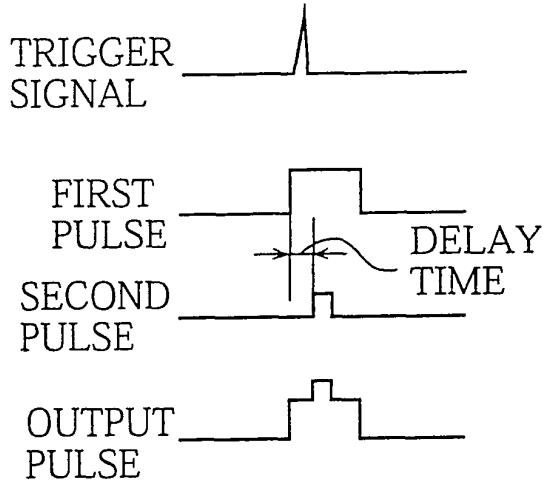 TRIGGER
SIGNAL
FIRST
PULSE
DELAY
TIME
SECOND
PULSE
OUTPUT
PULSE